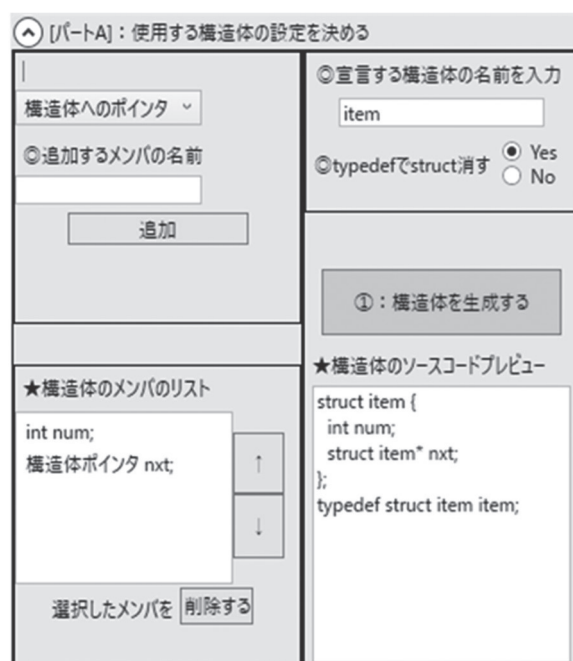 [パートA]：使用する構造体の設定を決める
構造体へのポインタ
◎追加するメンバの名前
追加
◎宣言する構造体の名前を入力
item
◎typedefでstruct消す
Yes
No
①：構造体を生成する
★構造体のメンバのリスト
int num;
構造体ポインタ nxt;
↑
↓
選択したメンバを 削除する
★構造体のソースコードプレビュー
struct item {
int num;
struct item* nxt;
};
typedef struct item item;